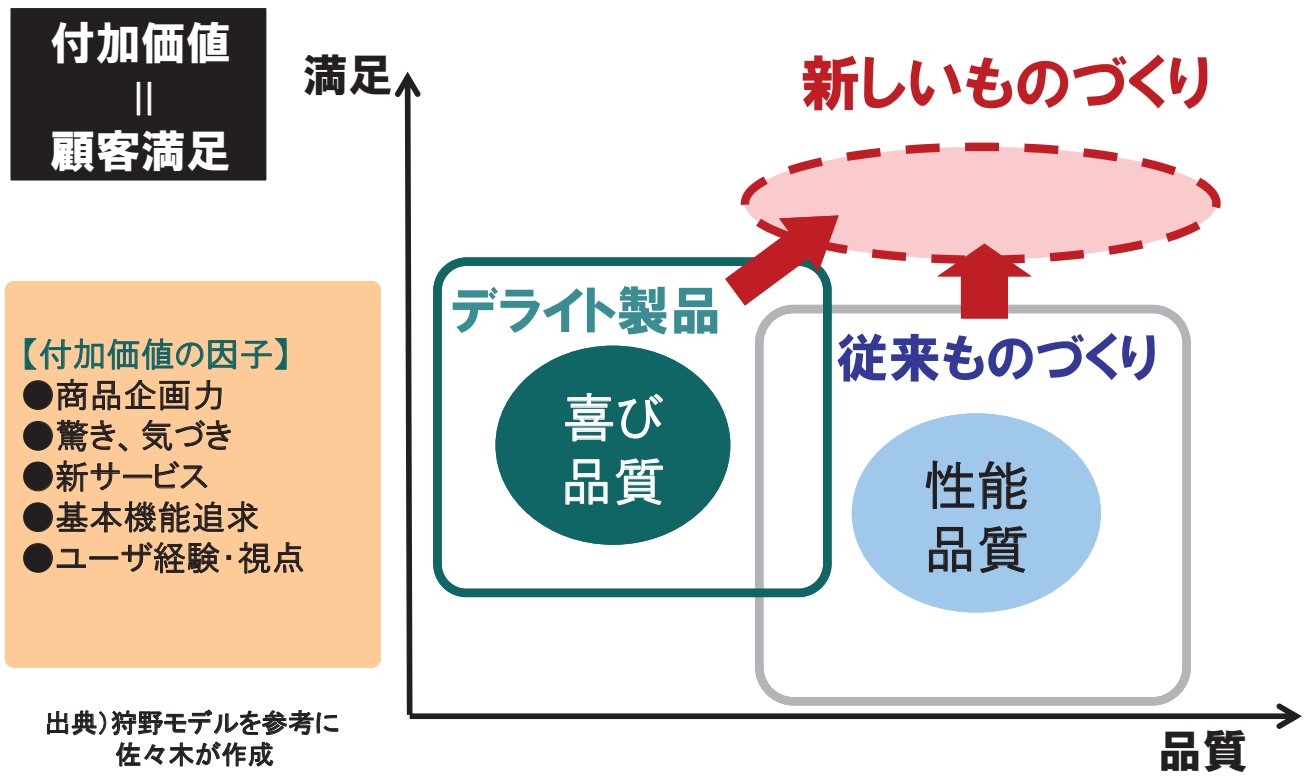 付加価値
＝
顧客満足
満足
新しいものづくり
デライト製品
喜び
品質
従来ものづくり
性能
品質
【付加価値の因子】
●商品企画力
●驚き、気づき
●新サービス
●基本機能追求
●ユーザ経験・視点
出典）狩野モデルを参考に
佐々木が作成
品質